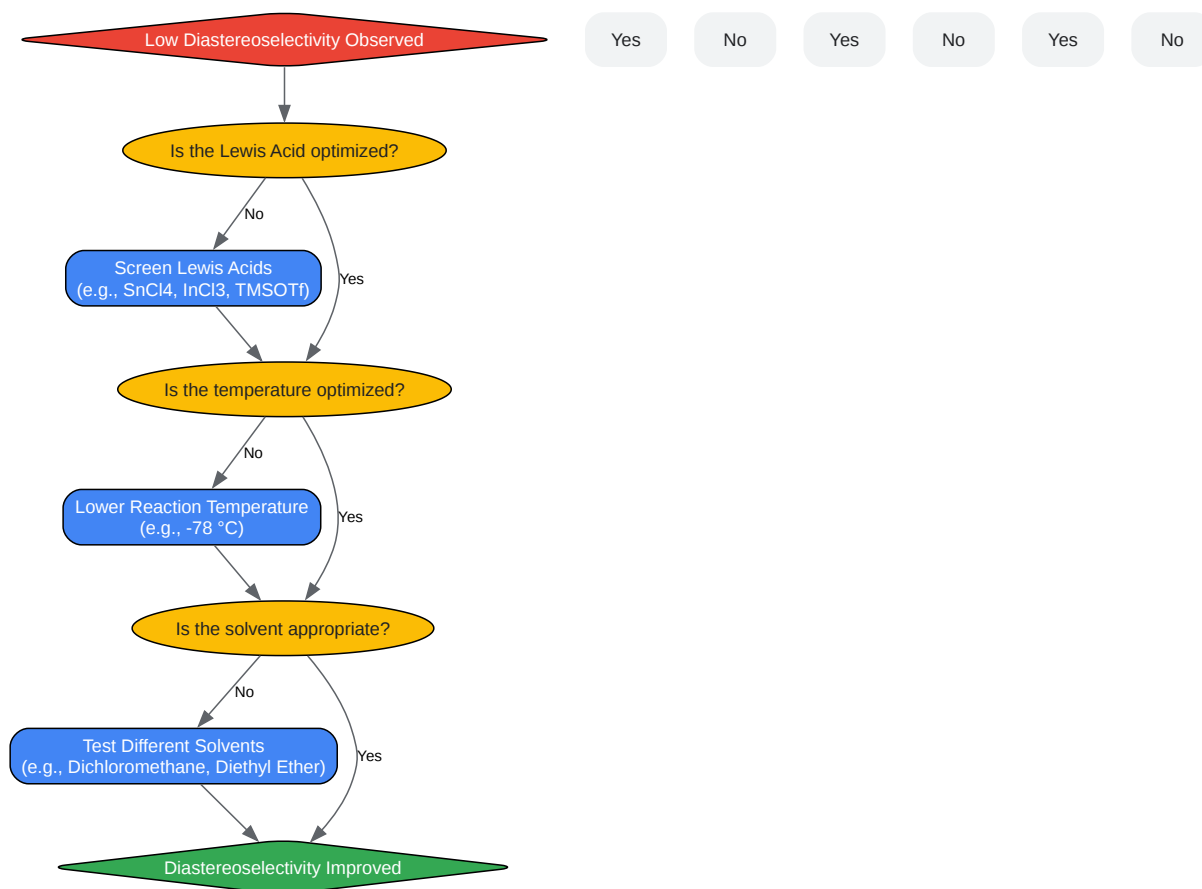 Low Diastereoselectivity Observed
Yes
No
Yes
No
Yes
No
Is the Lewis Acid optimized?
No
Screen Lewis Acids
(e.g., SnCl4, InCl3, TMSOTf)
Yes
Is the temperature optimized?
No
Lower Reaction Temperature
(e.g., -78 °C)
Yes
Is the solvent appropriate?
No
Test Different Solvents
(e.g., Dichloromethane, Diethyl Ether)
Yes
Diastereoselectivity Improved